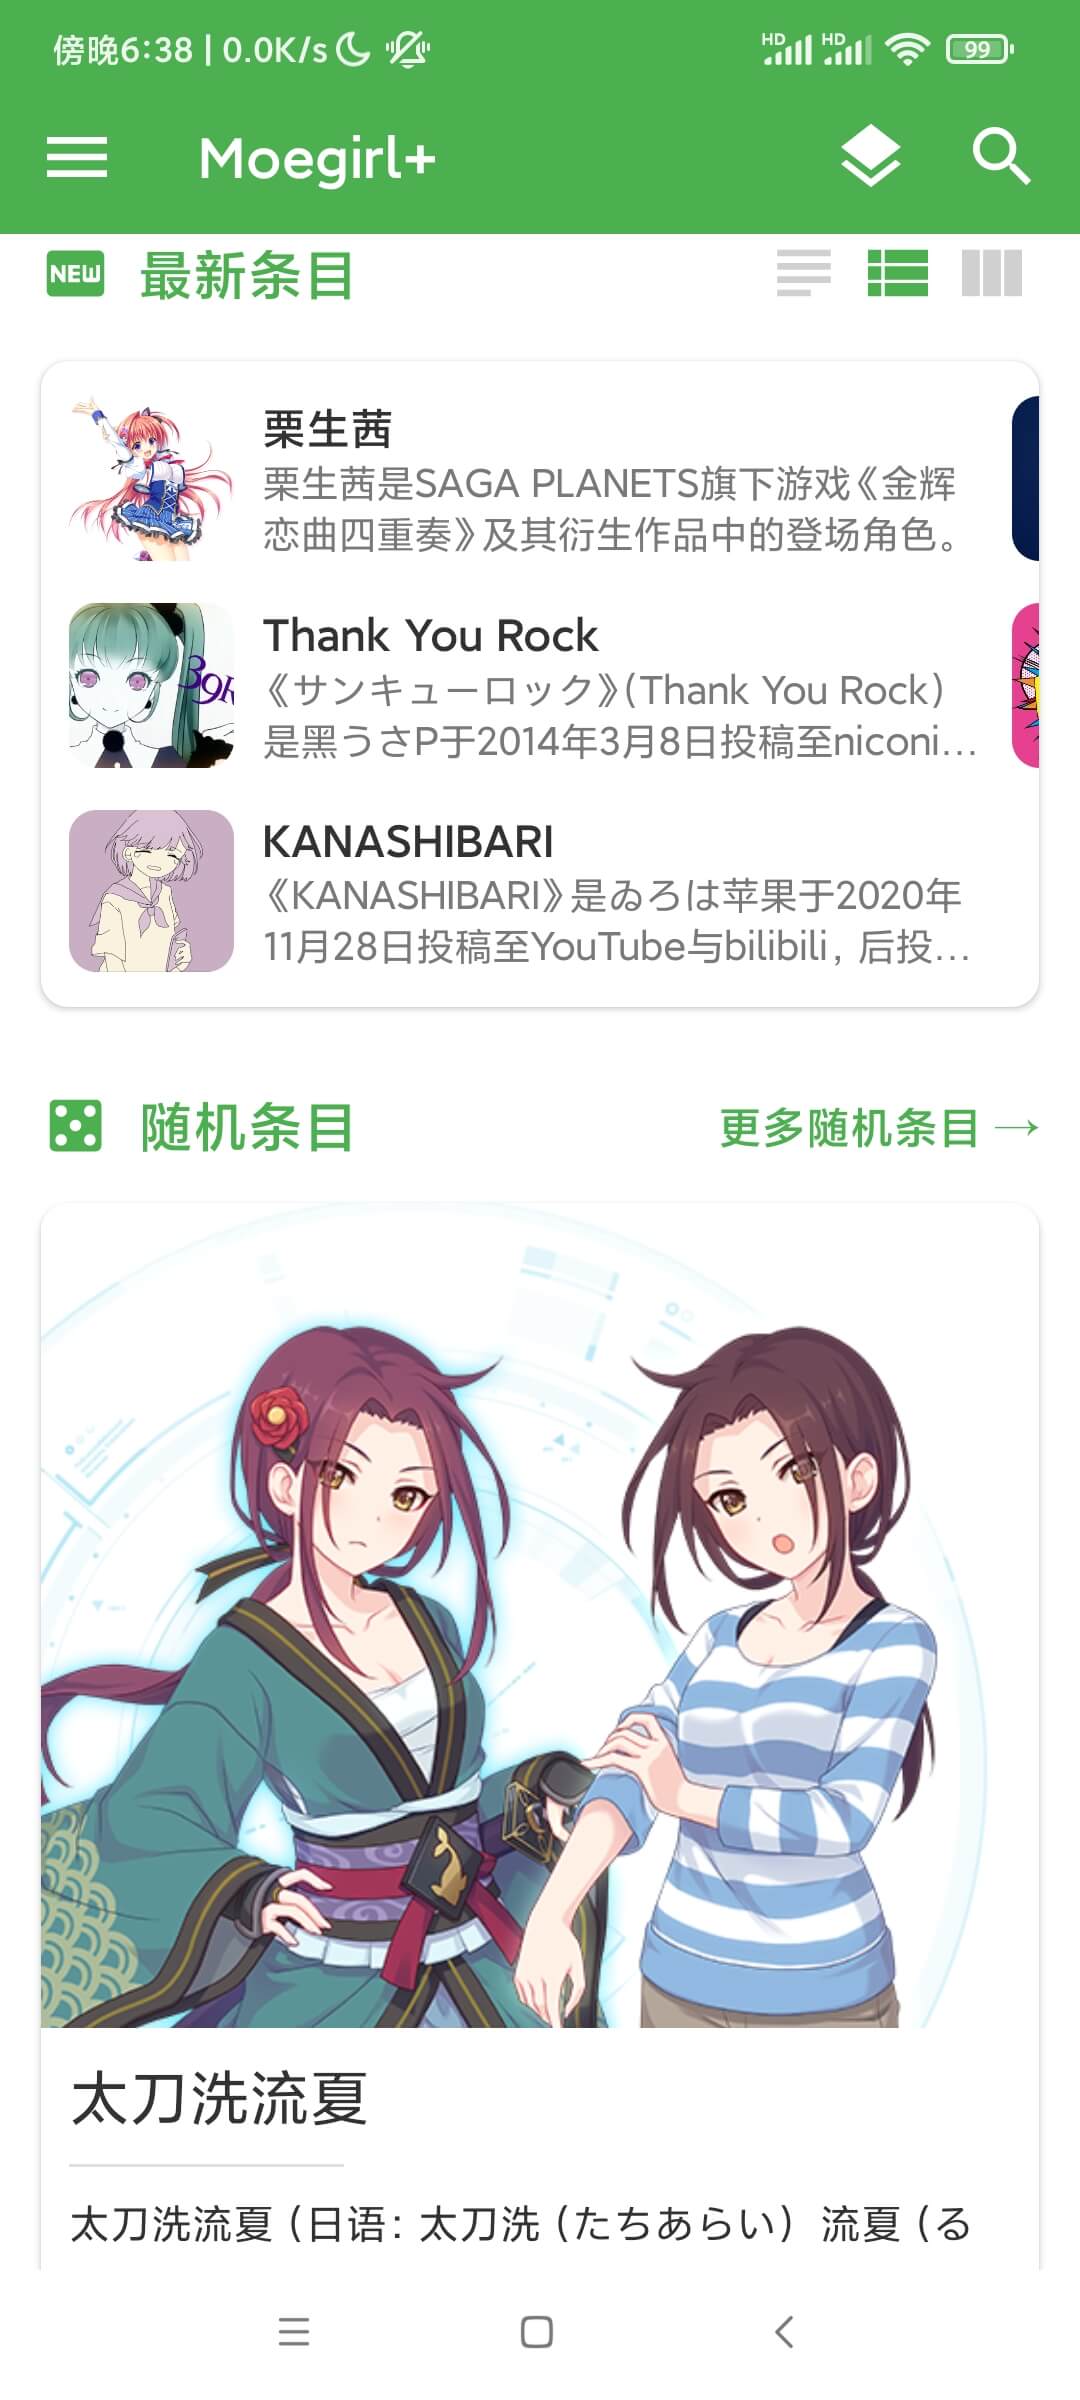 傍晚6:38 | 0.0K/s HD HD 99
Moegirl+
NEW 最新条目
栗生茜
栗生茜是SAGA PLANETS旗下游戏《金辉
恋曲四重奏》及其衍生作品中的登场角色。
Thank You Rock
《サンキューロック》(Thank You Rock)
是黑うさP于2014年3月8日投稿至niconi...
39R
KANASHIBARI
《KANASHIBARI》是ゐろは苹果于2020年
11月28日投稿至YouTube与bilibili，后投...
随机条目 更多随机条目 →
太刀洗流夏
太刀洗流夏（日语：太刀洗（たちあらい）流夏（る